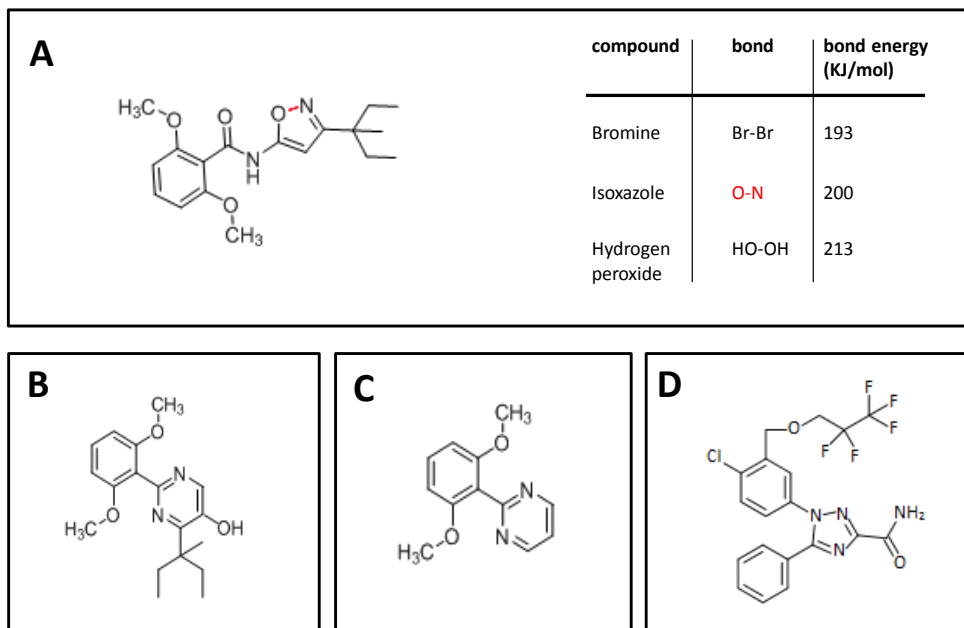 A
compound bond bond energy
(KJ/mol)
Bromine Br-Br 193
Isoxazole O-N 200
Hydrogen HO-OH 213
peroxide
H₃C
O
O
O
N
N
H
O
CH₃
B
CH₃
O
N
O
N
OH
H₃C
C
CH₃
O
N
O
N
H₃C
D
F
F
F
O
F
F
Cl
N
N
NH₂
N
O